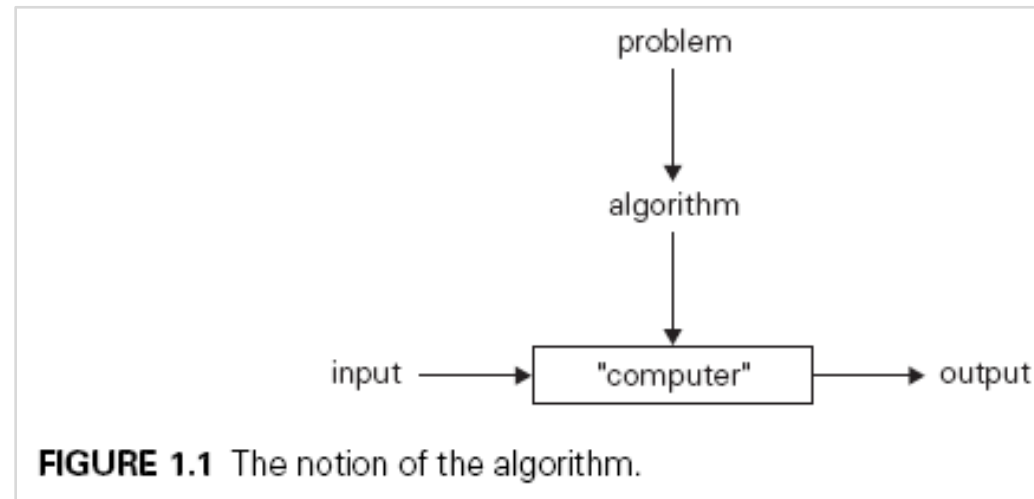 problem
algorithm
input "computer" output
FIGURE 1.1 The notion of the algorithm.